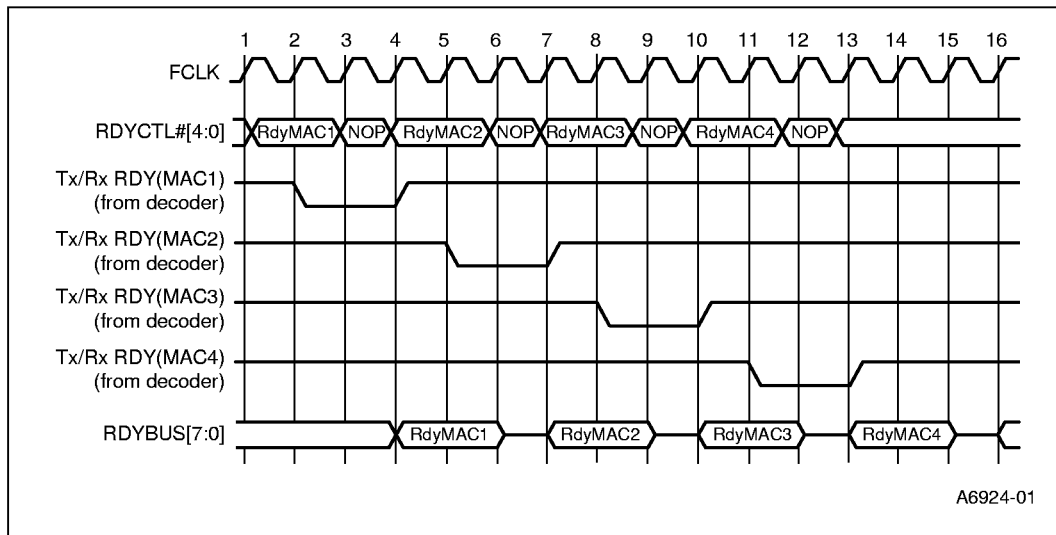 1 2 3 4 5 6 7 8 9 10 11 12 13 14 15 16
FCLK
RDYCTL#[4:0] RdyMAC1 NOP RdyMAC2 NOP RdyMAC3 NOP RdyMAC4 NOP
Tx/Rx RDY(MAC1)
(from decoder)
Tx/Rx RDY(MAC2)
(from decoder)
Tx/Rx RDY(MAC3)
(from decoder)
Tx/Rx RDY(MAC4)
(from decoder)
RDYBUS[7:0] RdyMAC1 RdyMAC2 RdyMAC3 RdyMAC4
A6924-01